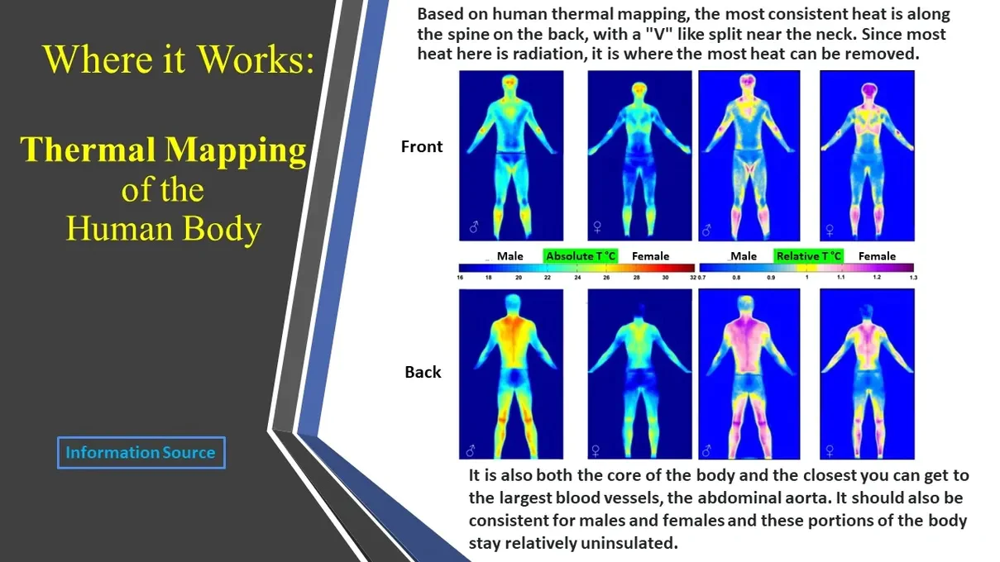 Where it Works:
Thermal Mapping
of the
Human Body
Information Source
Based on human thermal mapping, the most consistent heat is along
the spine on the back, with a "V" like split near the neck. Since most
heat here is radiation, it is where the most heat can be removed.
Front
♂ ♀ ♂ ♀
Male Absolute T °C Female Male Relative T °C Female
16 18 20 22 24 26 28 30 32 0.7 0.8 0.9 1 1.1 1.2 1.3
Back
♂ ♀ ♂ ♀
It is also both the core of the body and the closest you can get to
the largest blood vessels, the abdominal aorta. It should also be
consistent for males and females and these portions of the body
stay relatively uninsulated.